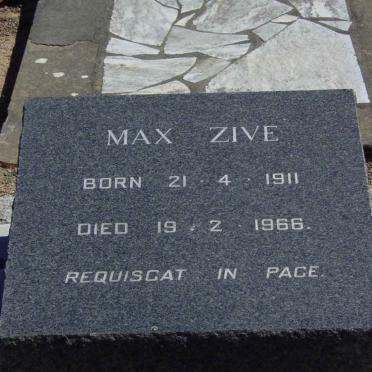 MAX ZIVE
BORN 21 · 4 · 1911
DIED 19 · 2 · 1966.
REQUISCAT IN PACE.